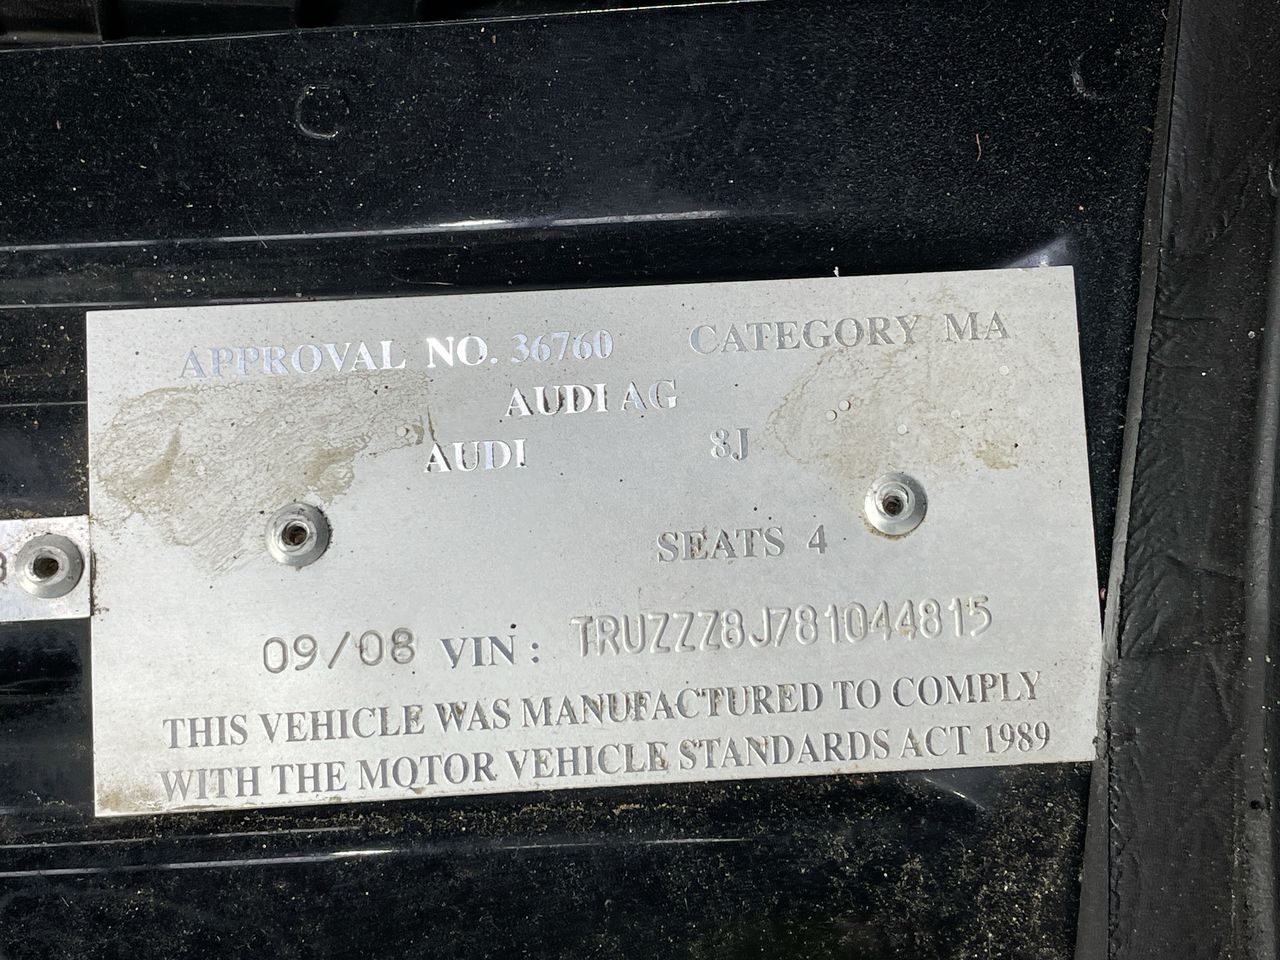 APPROVAL NO. 36760 CATEGORY MA
AUDI AG
AUDI 8J
SEATS 4
09/08 VIN: TRUZZZ8J781044815
THIS VEHICLE WAS MANUFACTURED TO COMPLY
WITH THE MOTOR VEHICLE STANDARDS ACT 1989